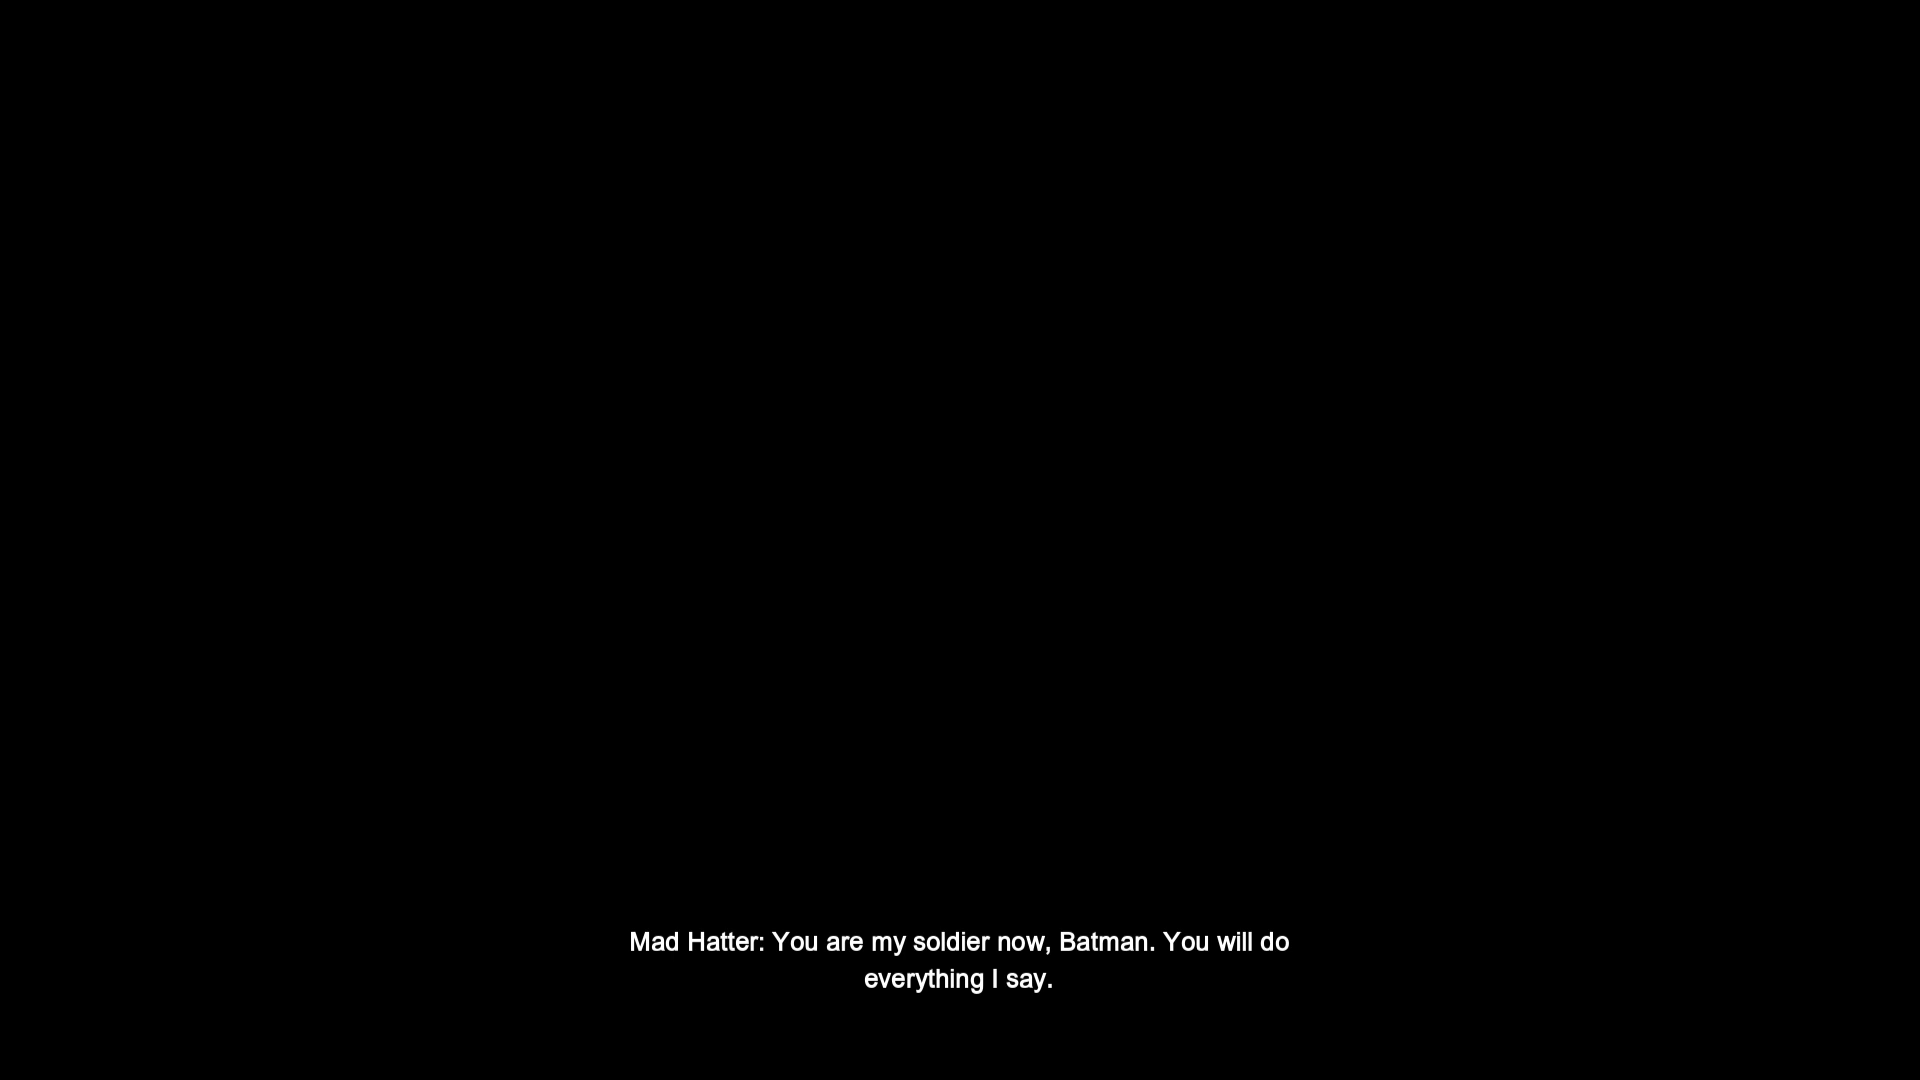 Mad Hatter: You are my soldier now, Batman. You will do
everything I say.